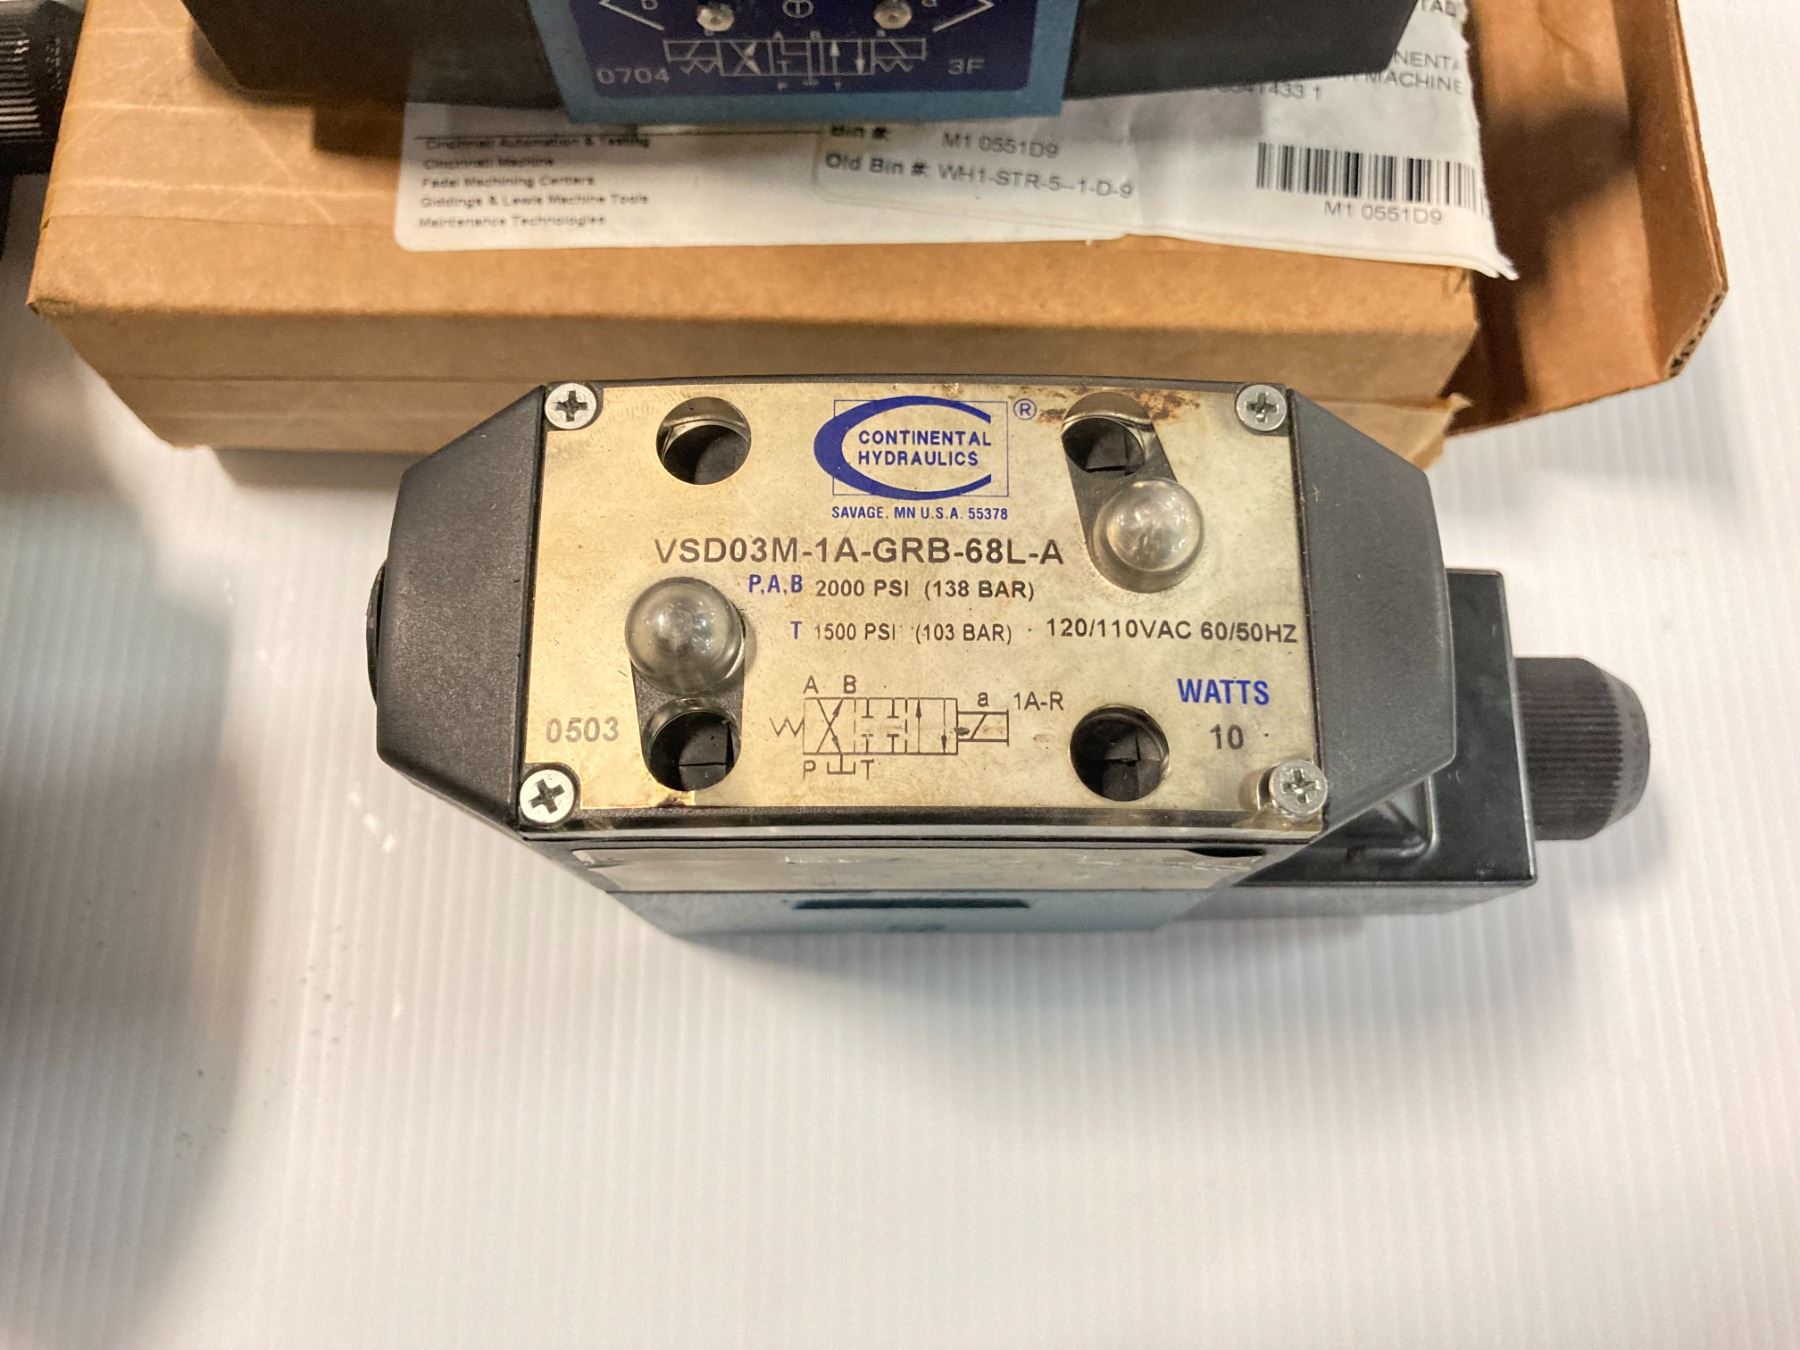 0704
A B
P T
3F
Cincinnati Automation & Testing
Cincinnati Machine
Fadal Machining Centers
Giddings & Lewis Machine Tools
Maintenance Technologies
Bin #: M1 0551D9
Old Bin #: WH1-STR-5--1-D-9
MACHINE
M1 0551D9
CONTINENTAL ®
HYDRAULICS
SAVAGE, MN U.S.A. 55378
VSD03M-1A-GRB-68L-A
P,A,B 2000 PSI (138 BAR)
T 1500 PSI (103 BAR) 120/110VAC 60/50HZ
A B
a 1A-R
WATTS
0503
10
P T